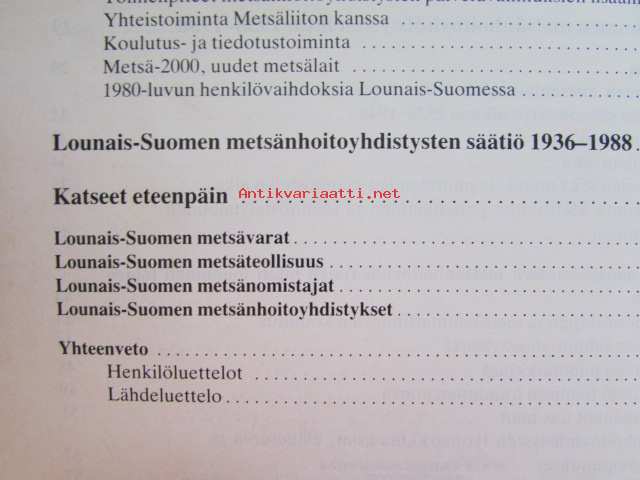 Yhteistoiminta Metsäliiton kanssa
Koulutus- ja tiedotustoiminta
Metsä-2000, uudet metsälait
1980-luvun henkilövaihdoksia Lounais-Suomessa
Lounais-Suomen metsänhoitoyhdistysten säätiö 1936–1988
Antikvariaatti.net
Katseet eteenpäin
Lounais-Suomen metsävarat
Lounais-Suomen metsäteollisuus
Lounais-Suomen metsänomistajat
Lounais-Suomen metsänhoitoyhdistykset
Yhteenveto
Henkilöluettelot
Lähdeluettelo